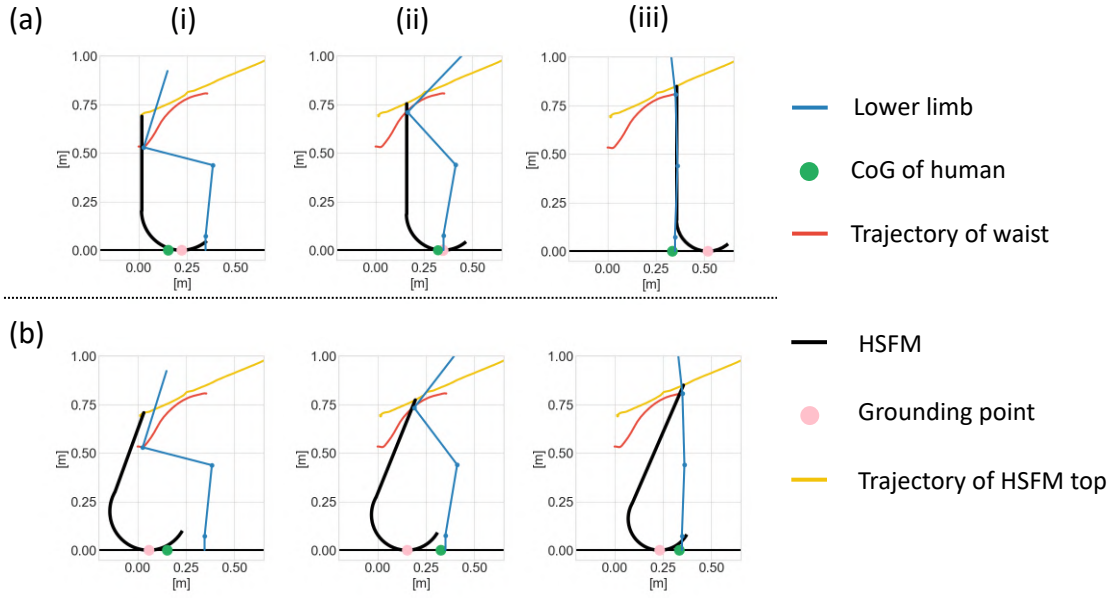 (a) (i) (ii) (iii)
1.00 1.00 1.00
0.75 0.75 0.75
[m] 0.50 [m] 0.50 [m] 0.50
0.25 0.25 0.25
0.00 0.00 0.00
0.00 0.25 0.50 0.00 0.25 0.50 0.00 0.25 0.50
[m] [m] [m]
Lower limb
CoG of human
Trajectory of waist
(b)
1.00 1.00 1.00
0.75 0.75 0.75
[m] 0.50 [m] 0.50 [m] 0.50
0.25 0.25 0.25
0.00 0.00 0.00
0.00 0.25 0.50 0.00 0.25 0.50 0.00 0.25 0.50
[m] [m] [m]
HSFM
Grounding point
Trajectory of HSFM top